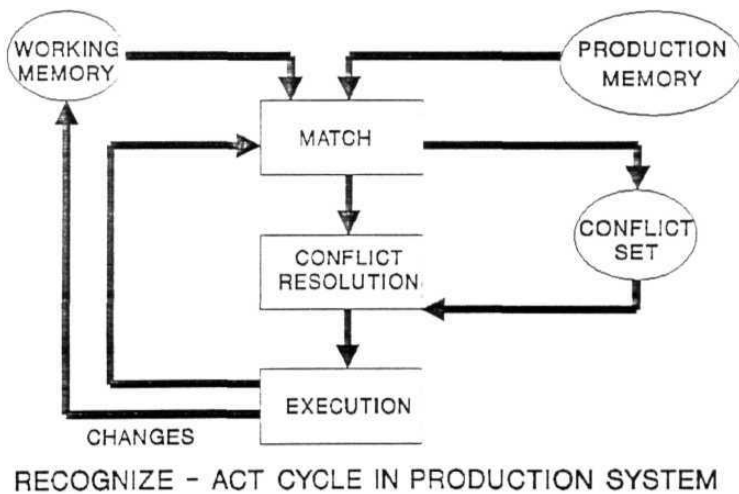 WORKING
MEMORY
PRODUCTION
MEMORY
MATCH
CONFLICT
SET
CONFLICT
RESOLUTION
EXECUTION
CHANGES
RECOGNIZE - ACT CYCLE IN PRODUCTION SYSTEM